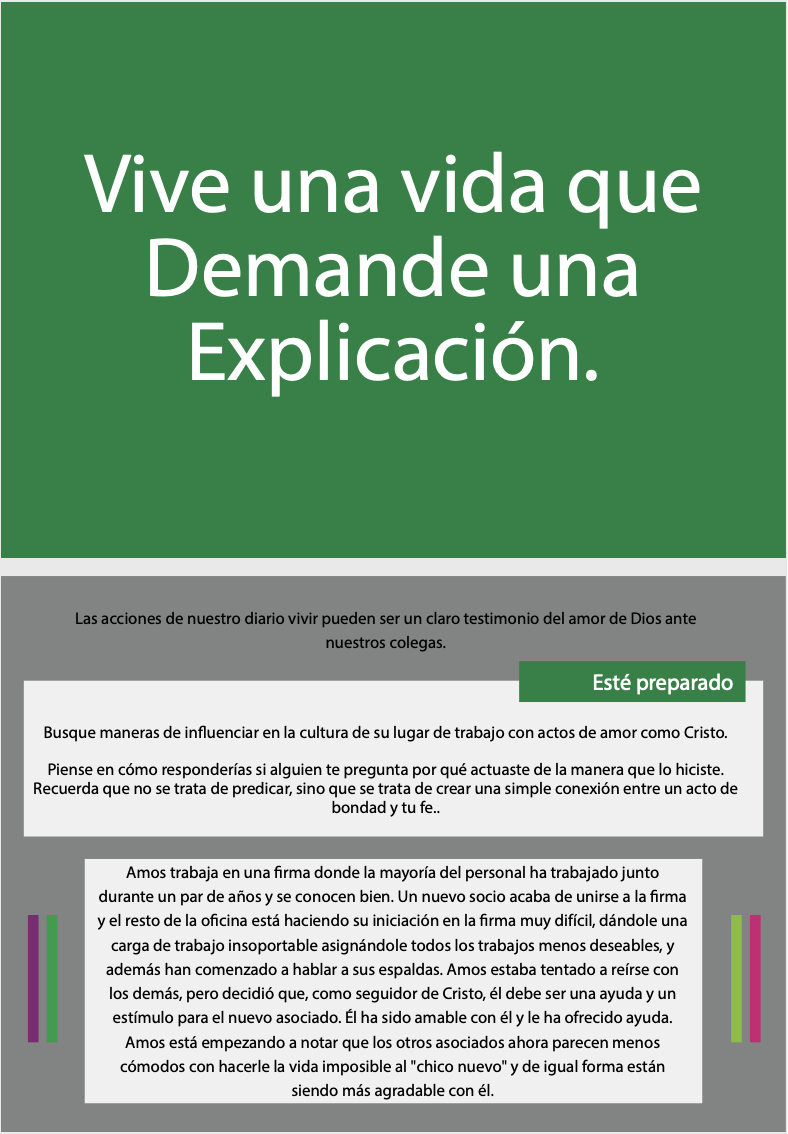 Vive una vida que
Demande una
Explicación.
Las acciones de nuestro diario vivir pueden ser un claro testimonio del amor de Dios ante
nuestros colegas.
Esté preparado
Busque maneras de influenciar en la cultura de su lugar de trabajo con actos de amor como Cristo.
Piense en cómo responderías si alguien te pregunta por qué actuaste de la manera que lo hiciste.
Recuerda que no se trata de predicar, sino que se trata de crear una simple conexión entre un acto de
bondad y tu fe..
Amos trabaja en una firma donde la mayoría del personal ha trabajado junto
durante un par de años y se conocen bien. Un nuevo socio acaba de unirse a la firma
y el resto de la oficina está haciendo su iniciación en la firma muy difícil, dándole una
carga de trabajo insoportable asignándole todos los trabajos menos deseables, y
además han comenzado a hablar a sus espaldas. Amos estaba tentado a reírse con
los demás, pero decidió que, como seguidor de Cristo, él debe ser una ayuda y un
estímulo para el nuevo asociado. Él ha sido amable con él y le ha ofrecido ayuda.
Amos está empezando a notar que los otros asociados ahora parecen menos
cómodos con hacerle la vida imposible al "chico nuevo" y de igual forma están
siendo más agradable con él.